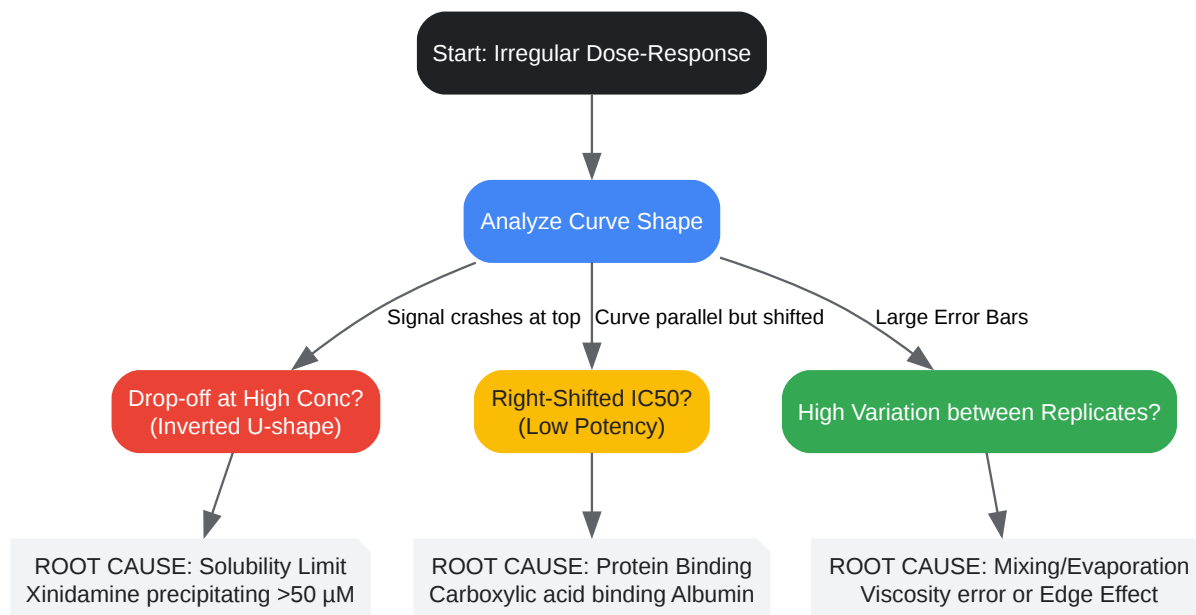 Start: Irregular Dose-Response
Analyze Curve Shape
Signal crashes at top
Curve parallel but shifted
Large Error Bars
Drop-off at High Conc?
(Inverted U-shape)
Right-Shifted IC50?
(Low Potency)
High Variation between Replicates?
ROOT CAUSE: Solubility Limit
Xinidamine precipitating >50 µM
ROOT CAUSE: Protein Binding
Carboxylic acid binding Albumin
ROOT CAUSE: Mixing/Evaporation
Viscosity error or Edge Effect